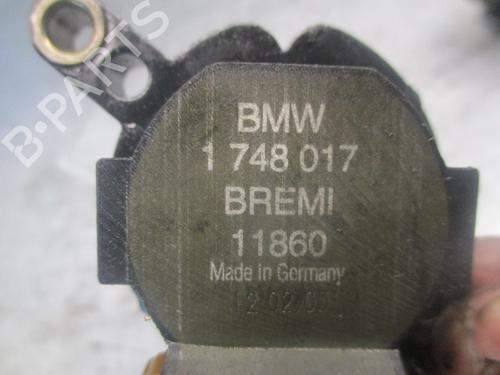 BMW
1 748 017
BREMI
11860
Made in Germany
B-PARTS